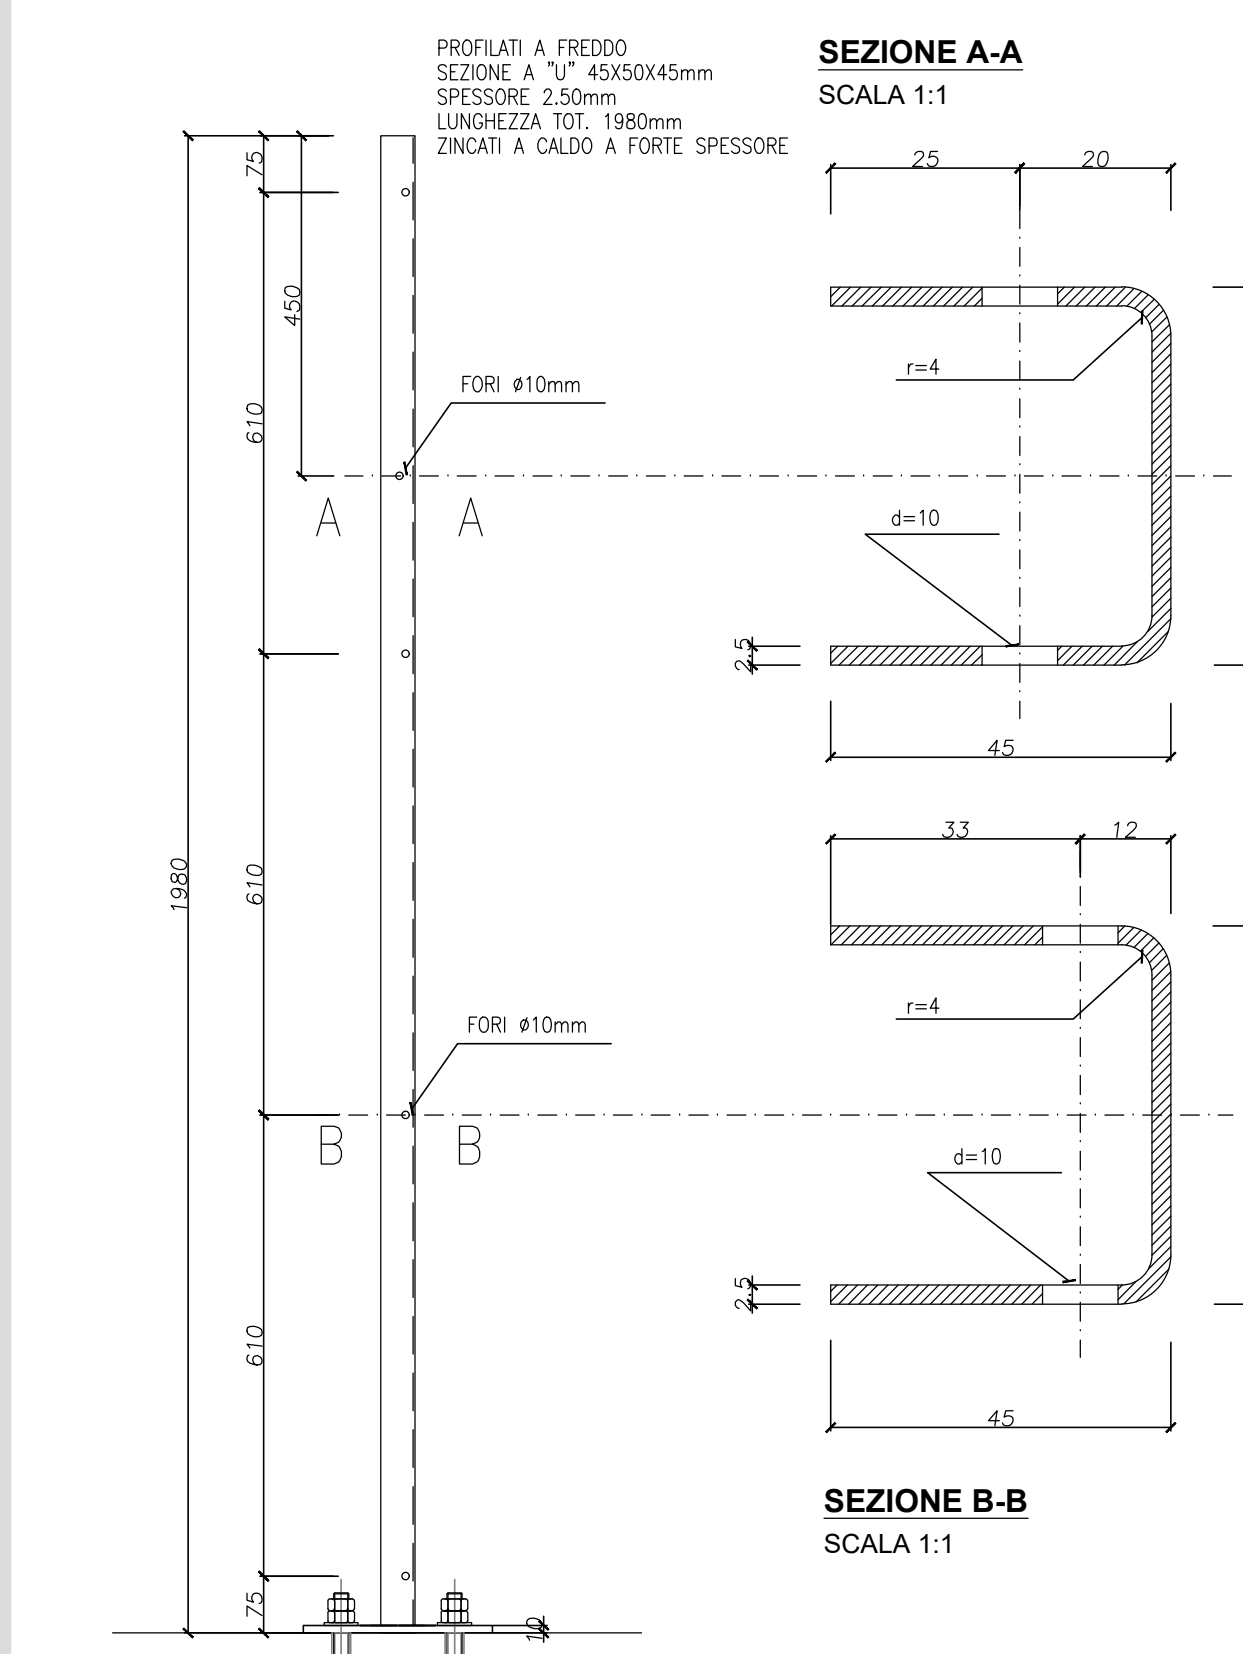 PROFILATI A FREDDO
SEZIONE A "U" 45X50X45mm
SPESSORE 2.50mm
LUNGHEZZA TOT. 1980mm
ZINCATI A CALDO A FORTE SPESSORE
SEZIONE A-A
SCALA 1:1
75
25
20
450
r=4
FORI ø10mm
610
A
A
d=10
2.5
45
33
12
1980
610
r=4
FORI ø10mm
B
B
d=10
2.5
610
45
SEZIONE B-B
SCALA 1:1
75
10